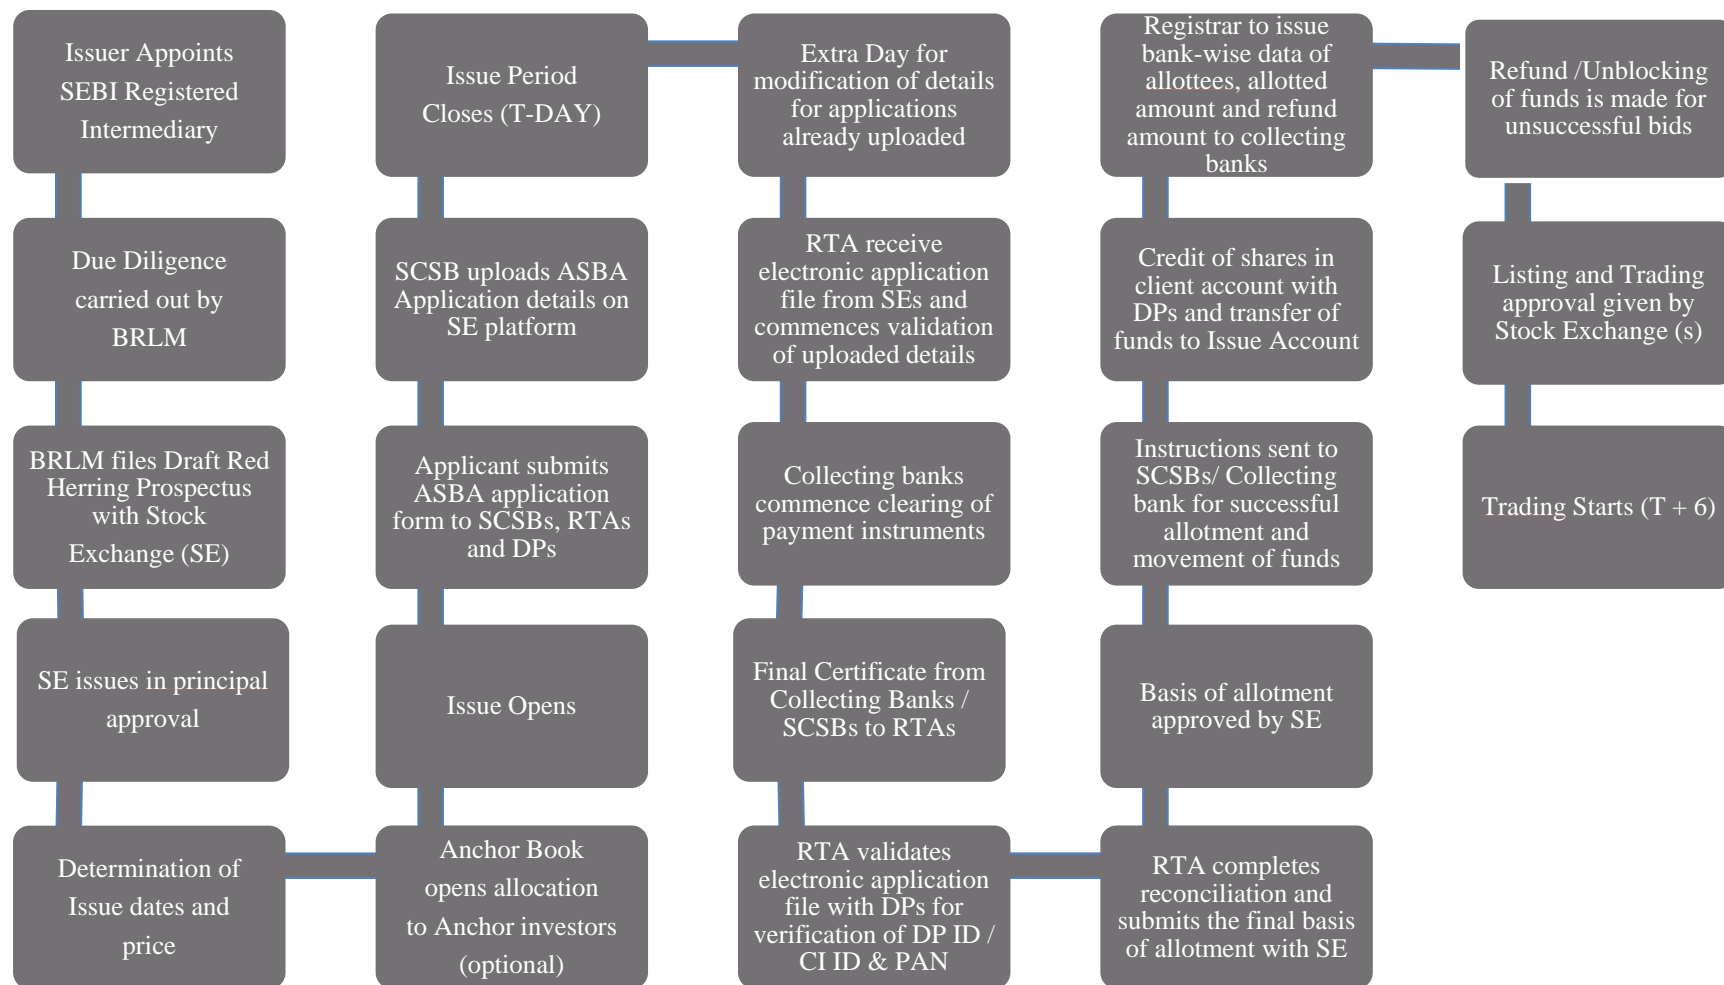 Issuer Appoints
SEBI Registered
Intermediary
Due Diligence
carried out by
BRLM
BRLM files Draft Red
Herring Prospectus
with Stock
Exchange (SE)
SE issues in principal
approval
Determination of
Issue dates and
price
Anchor Book
opens allocation
to Anchor investors
(optional)
Issue Opens
Applicant submits
ASBA application
form to SCSBs, RTAs
and DPs
SCSB uploads ASBA
Application details on
SE platform
Issue Period
Closes (T-DAY)
Extra Day for
modification of details
for applications
already uploaded
RTA receive
electronic application
file from SEs and
commences validation
of uploaded details
Collecting banks
commence clearing of
payment instruments
Final Certificate from
Collecting Banks /
SCSBs to RTAs
RTA validates
electronic application
file with DPs for
verification of DP ID /
CI ID & PAN
RTA completes
reconciliation and
submits the final basis
of allotment with SE
Basis of allotment
approved by SE
Instructions sent to
SCSBs/ Collecting
bank for successful
allotment and
movement of funds
Credit of shares in
client account with
DPs and transfer of
funds to Issue Account
Registrar to issue
bank-wise data of
allottees, allotted
amount and refund
amount to collecting
banks
Refund /Unblocking
of funds is made for
unsuccessful bids
Listing and Trading
approval given by
Stock Exchange (s)
Trading Starts (T + 6)